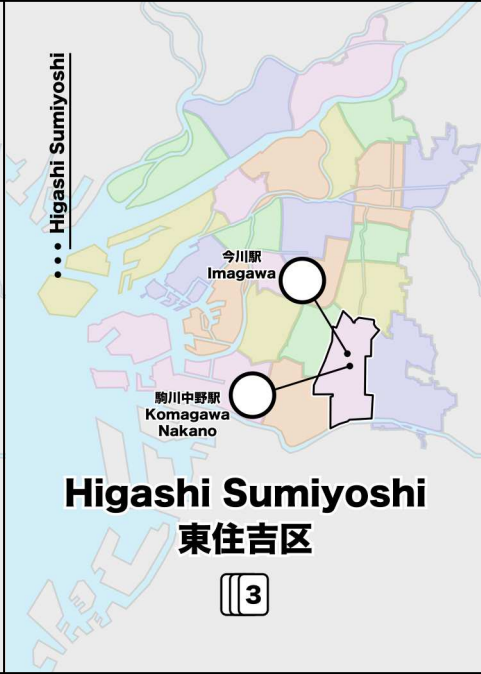 ••• Higashi Sumiyoshi
今川駅
Imagawa
駒川中野駅
Komagawa
Nakano
Higashi Sumiyoshi
東住吉区
3